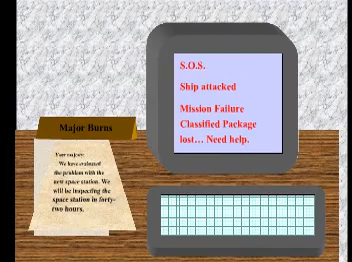 S.O.S.
Ship attacked
Mission Failure
Classified Package
lost... Need help.
Major Burns
Your majesty:
We have evaluated
the problem with the
new space station. We
will be inspecting the
space station in forty-
two hours.